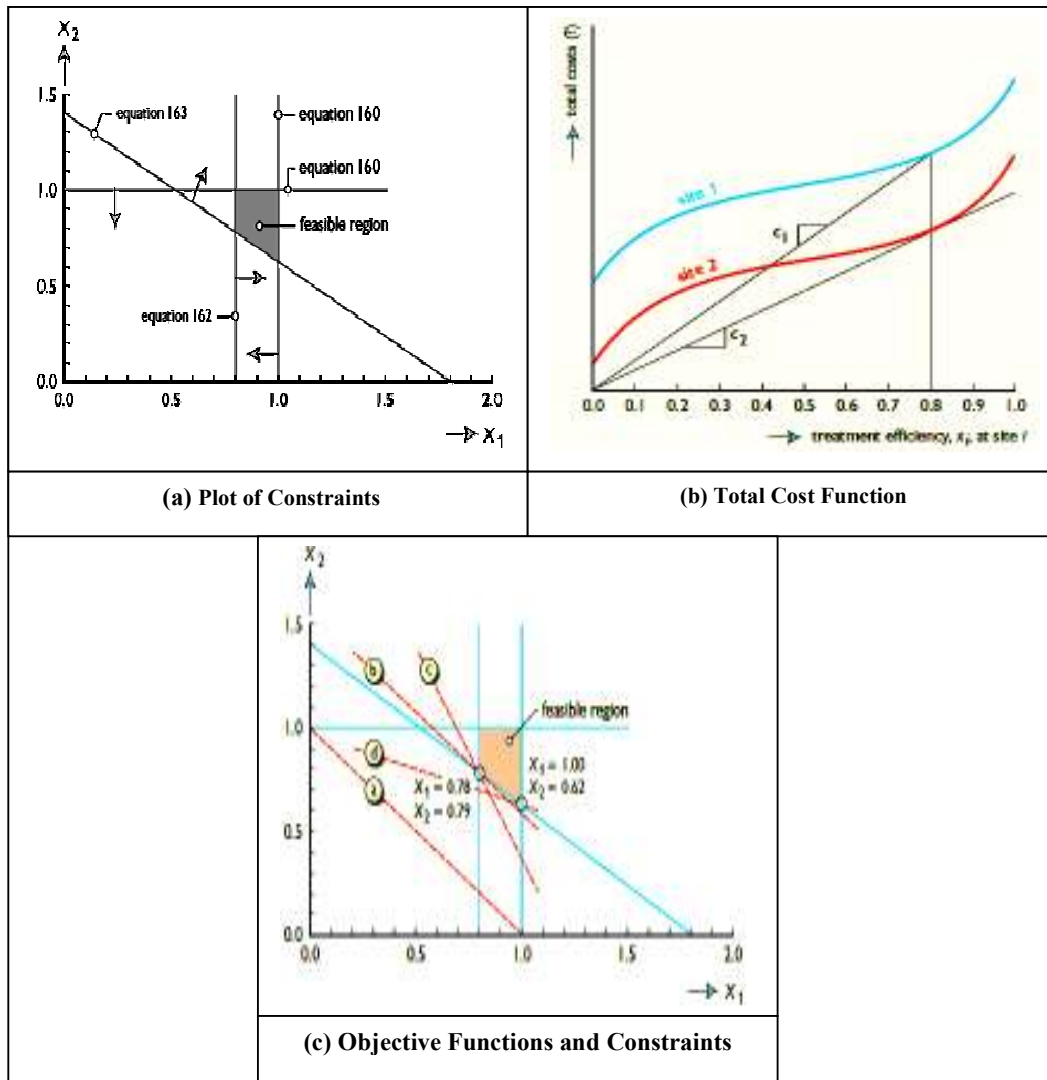 X2
1.5
equation 163
equation 160
equation 160
1.0
feasible region
0.5
equation 162
0.0
0.0 0.5 1.0 1.5 2.0
X1
(a) Plot of Constraints
total costs
site 1
c1
site 2
c2
0.0 0.1 0.2 0.3 0.4 0.5 0.6 0.7 0.8 0.9 1.0
treatment efficiency, xi, at site i
(b) Total Cost Function
X2
1.5
b c
feasible region
1.0
d
a
X1 = 0.78
X2 = 0.79
X1 = 1.00
X2 = 0.62
0.5
0.0
0.0 0.5 1.0 1.5 2.0
X1
(c) Objective Functions and Constraints